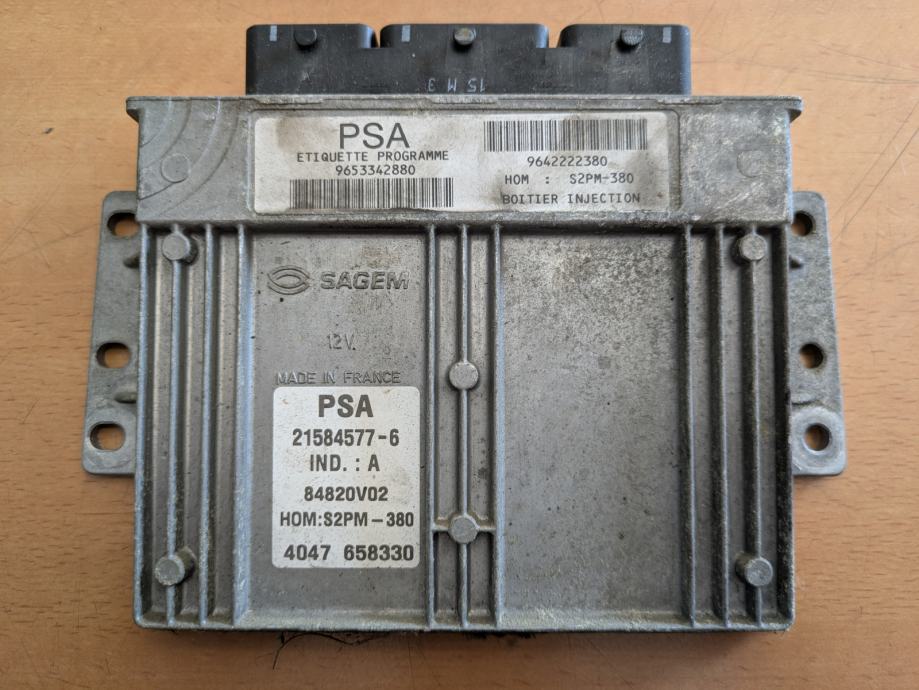 15 M 3
PSA
ETIQUETTE PROGRAMME
9653342880
9642222380
HOM : S2PM-380
BOITIER INJECTION
SAGEM
12V.
MADE IN FRANCE
PSA
21584577-6
IND. : A
84820V02
HOM:S2PM-380
4047 658330